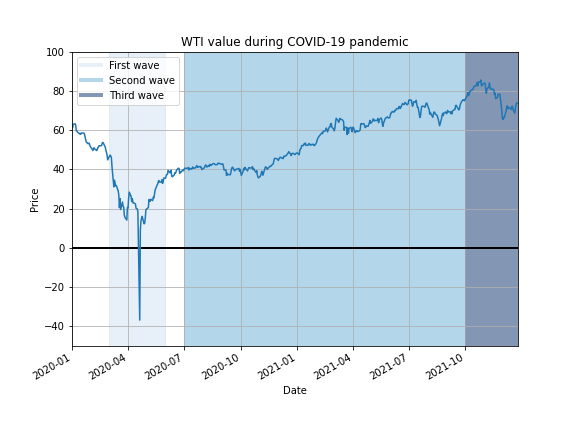 WTI value during COVID-19 pandemic
100
80
60
40
20
0
−20
−40
Price
First wave
Second wave
Third wave
2020-01
2020-04
2020-07
2020-10
2021-01
2021-04
2021-07
2021-10
Date